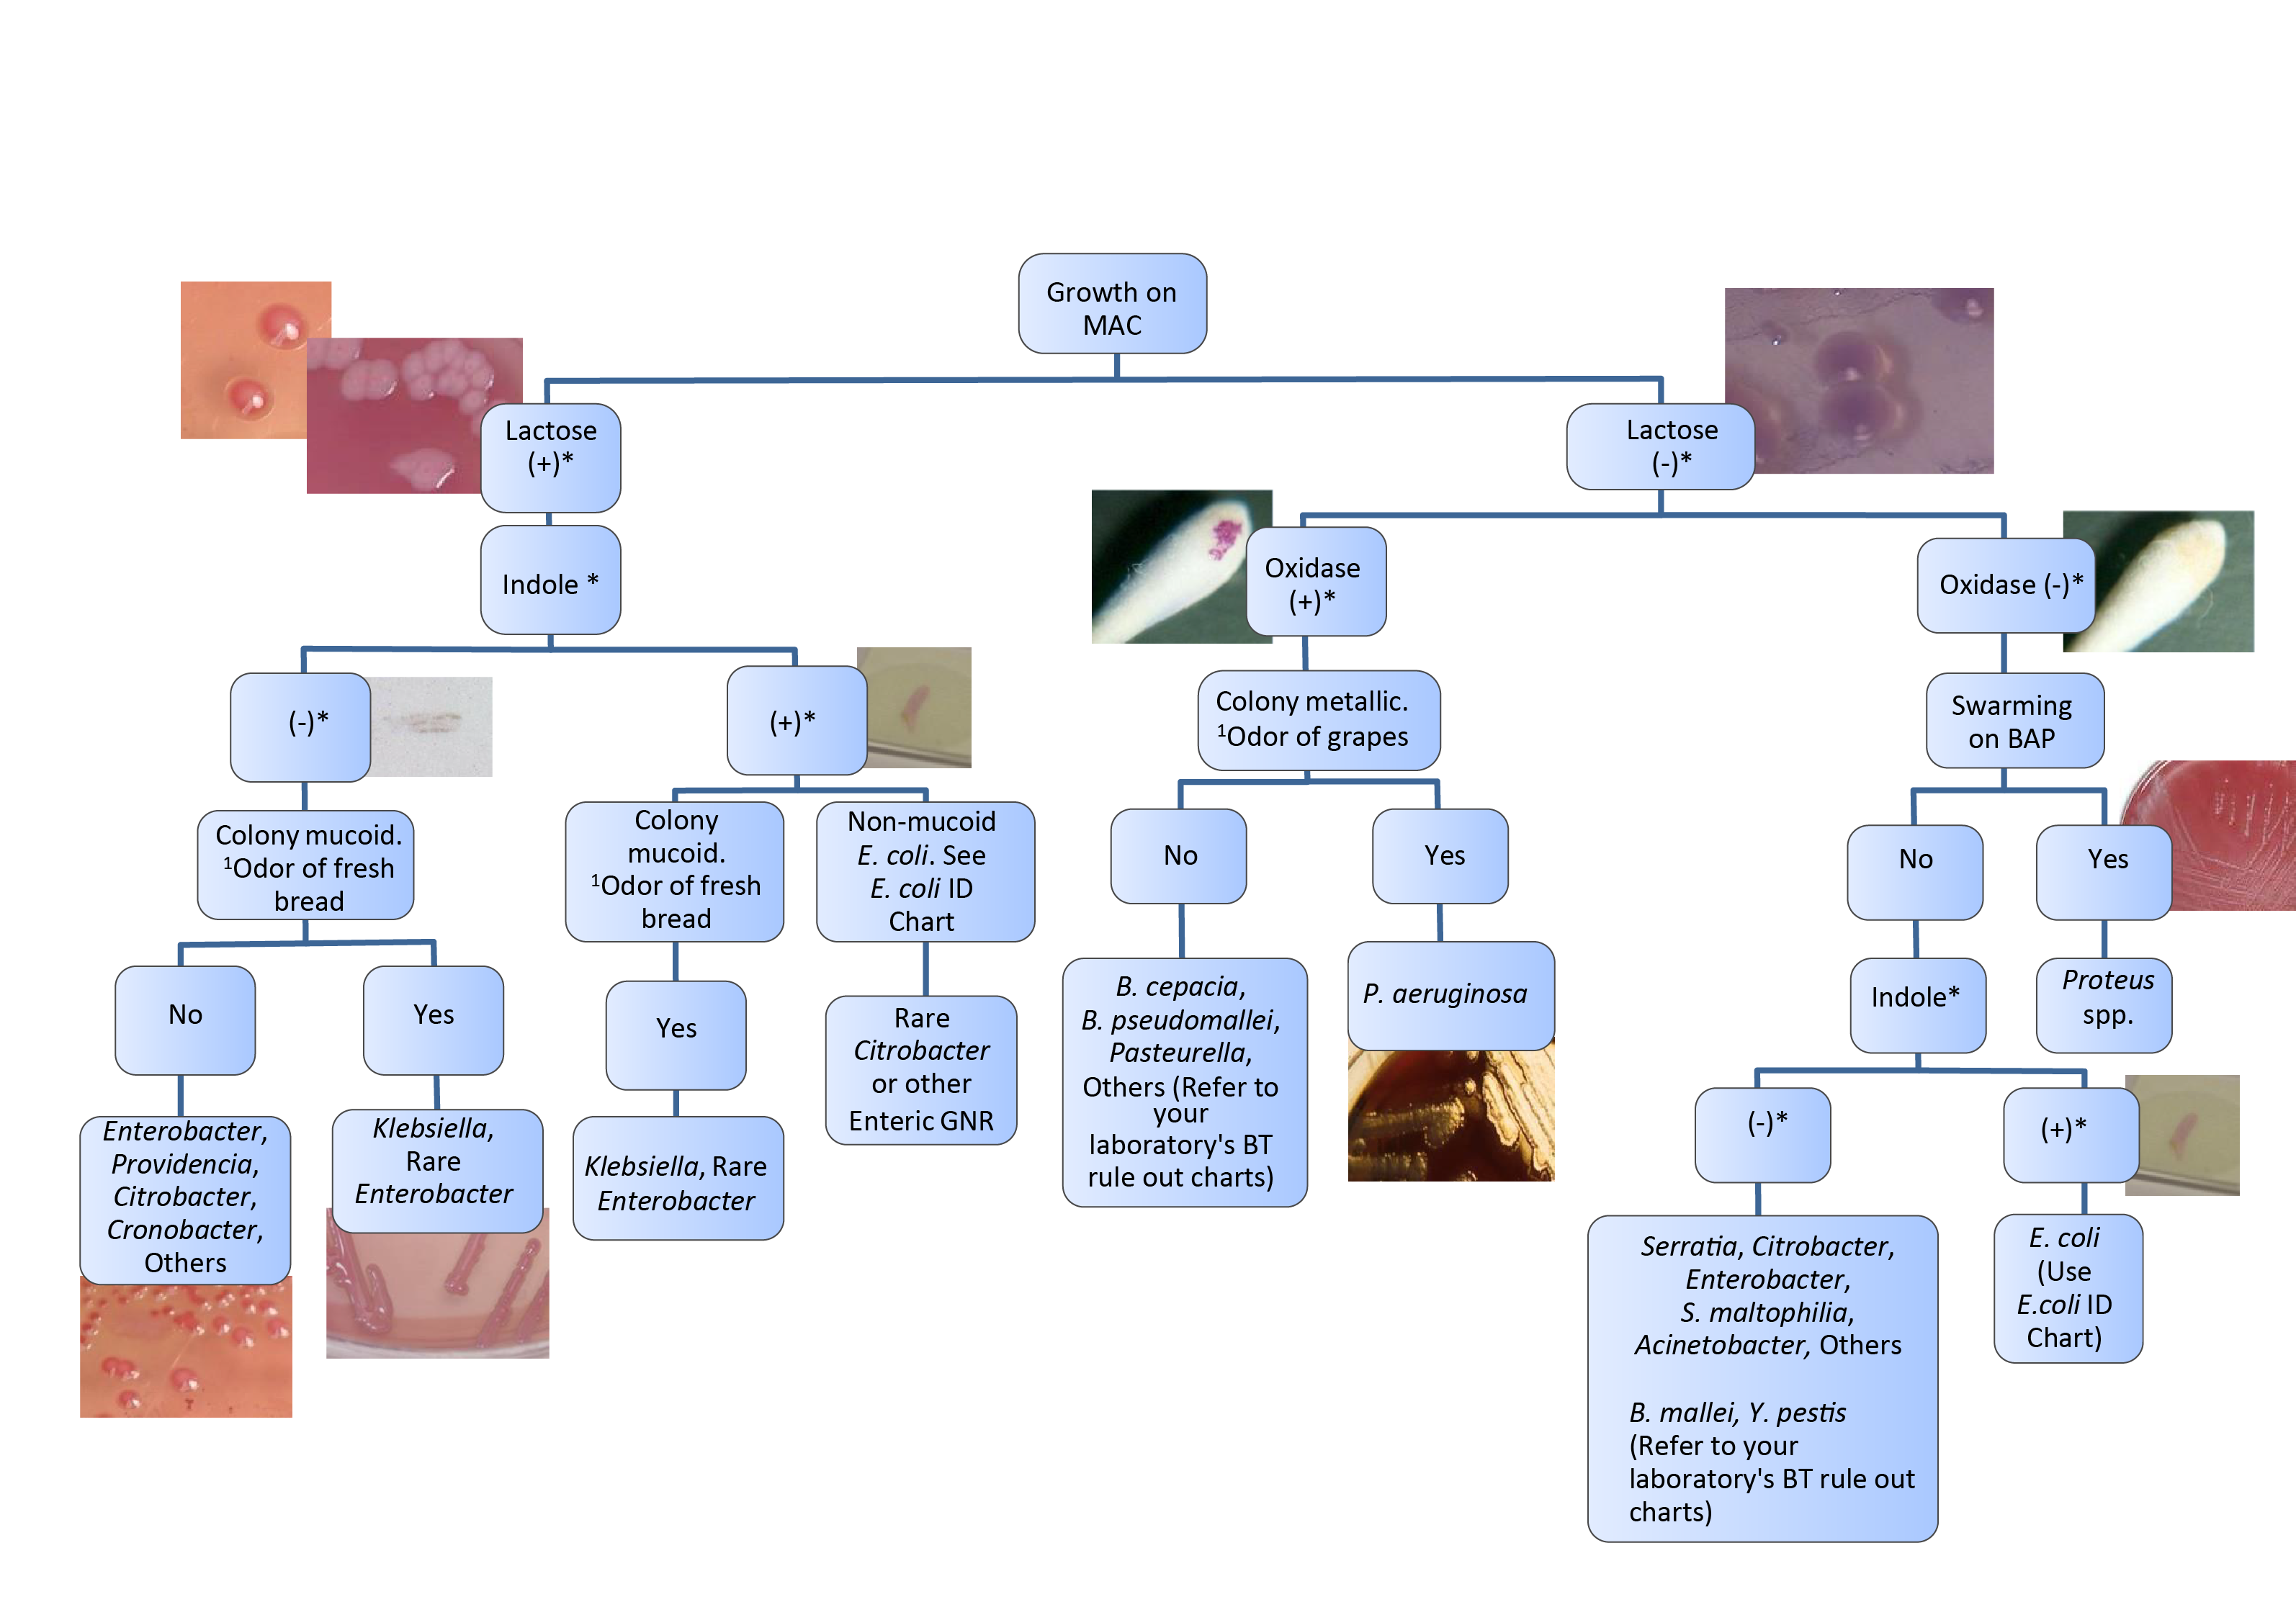 Growth on
MAC
Lactose
(+)*
Lactose
(-)*
Indole *
Oxidase
(+)*
Oxidase (-)*
(-)*
(+)*
Colony metallic.
¹Odor of grapes
Swarming
on BAP
Colony mucoid.
¹Odor of fresh
bread
Colony
mucoid.
¹Odor of fresh
bread
Non-mucoid
E. coli. See
E. coli ID
Chart
No
Yes
No
Yes
No
Yes
Yes
Rare
Citrobacter
or other
Enteric GNR
B. cepacia,
B. pseudomallei,
Pasteurella,
Others (Refer to
your
laboratory's BT
rule out charts)
P. aeruginosa
Indole*
Proteus
spp.
Enterobacter,
Providencia,
Citrobacter,
Cronobacter,
Others
Klebsiella,
Rare
Enterobacter
Klebsiella, Rare
Enterobacter
(-)*
(+)*
Serratia, Citrobacter,
Enterobacter,
S. maltophilia,
Acinetobacter, Others
B. mallei, Y. pestis
(Refer to your
laboratory's BT rule out
charts)
E. coli
(Use
E.coli ID
Chart)